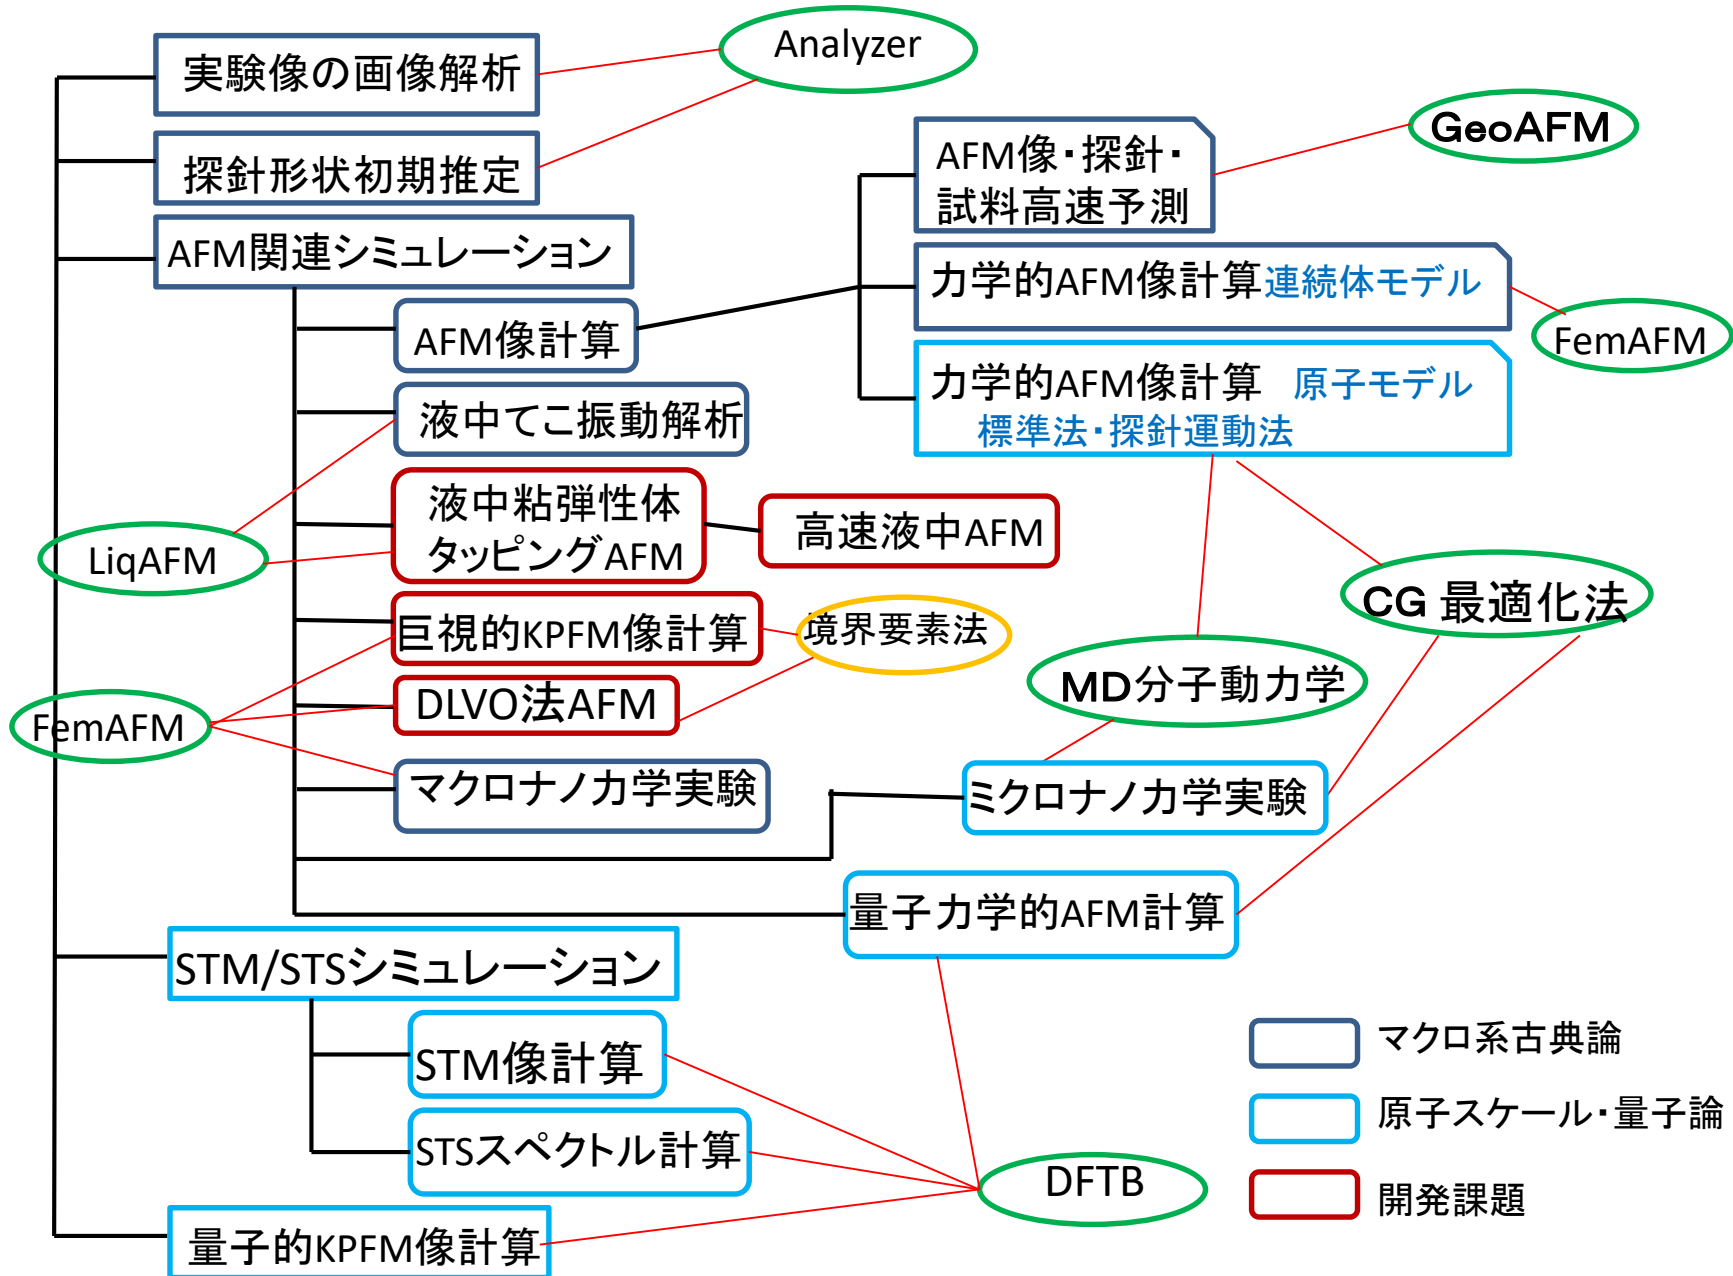 実験像の画像解析
Analyzer
探針形状初期推定
GeoAFM
AFM像・探針・
試料高速予測
AFM関連シミュレーション
力学的AFM像計算連続体モデル
AFM像計算
FemAFM
力学的AFM像計算 原子モデル
標準法・探針運動法
液中てこ振動解析
液中粘弾性体
タッピングAFM
高速液中AFM
LiqAFM
CG 最適化法
巨視的KPFM像計算
境界要素法
MD分子動力学
DLVO法AFM
FemAFM
マクロナノ力学実験
ミクロナノ力学実験
量子力学的AFM計算
STM/STSシミュレーション
STM像計算
STSスペクトル計算
DFTB
量子的KPFM像計算
マクロ系古典論
原子スケール・量子論
開発課題